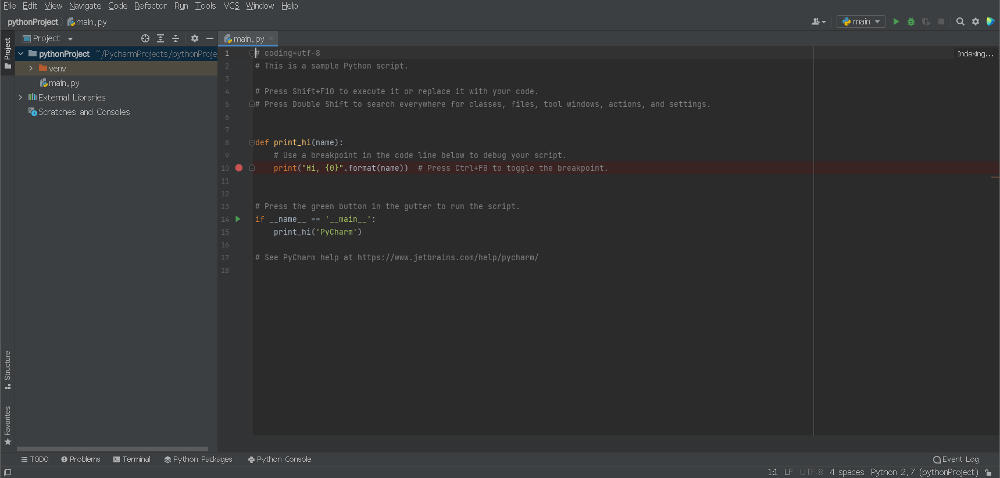 File Edit View Navigate Code Refactor Run Tools VCS Window Help
pythonProject main.py
main
Project
main.py
Project
pythonProject ~/PycharmProjects/pythonProje
venv
main.py
External Libraries
Scratches and Consoles
Structure
Favorites
Indexing...
1 # coding=utf-8
2 # This is a sample Python script.
3
4 # Press Shift+F10 to execute it or replace it with your code.
5 # Press Double Shift to search everywhere for classes, files, tool windows, actions, and settings.
6
7
8 def print_hi(name):
9     # Use a breakpoint in the code line below to debug your script.
10     print("Hi, {0}".format(name))  # Press Ctrl+F8 to toggle the breakpoint.
11
12
13 # Press the green button in the gutter to run the script.
14 if __name__ == '__main__':
15     print_hi('PyCharm')
16
17 # See PyCharm help at https://www.jetbrains.com/help/pycharm/
18
TODO Problems Terminal Python Packages Python Console Event Log
1:1 LF UTF-8 4 spaces Python 2.7 (pythonProject)